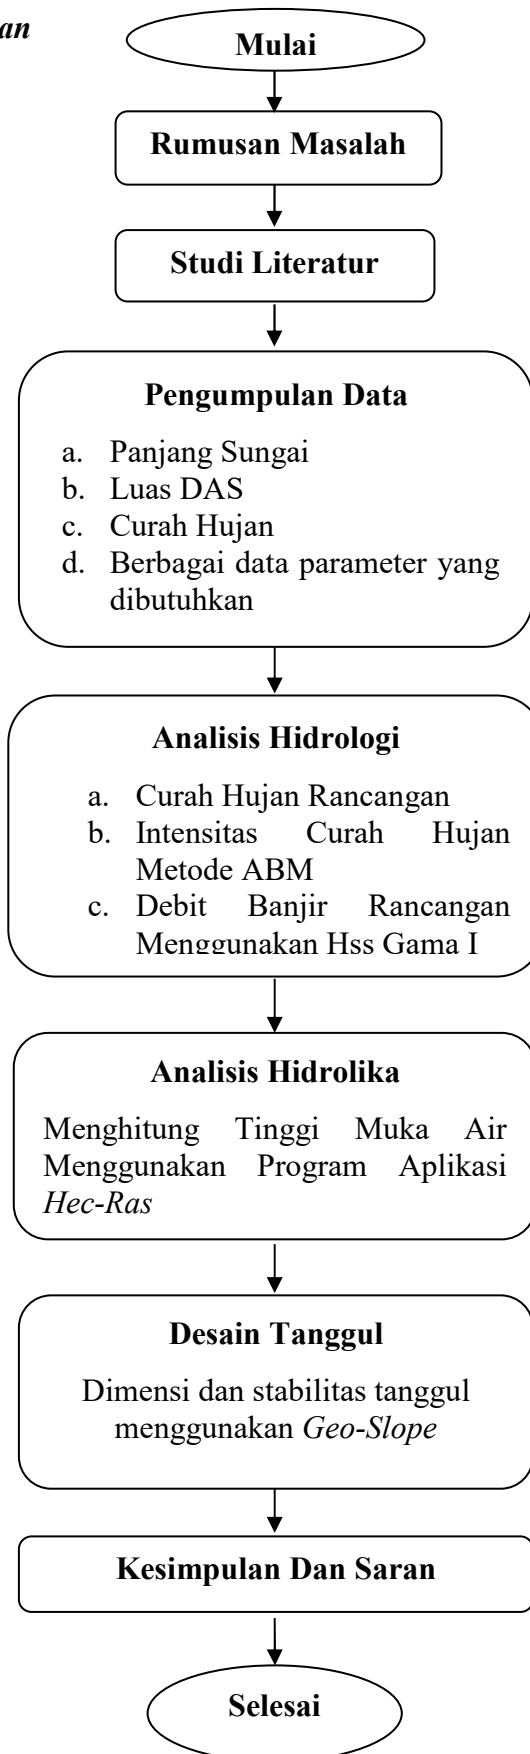 an
Mulai
Rumusan Masalah
Studi Literatur
Pengumpulan Data
a. Panjang Sungai
b. Luas DAS
c. Curah Hujan
d. Berbagai data parameter yang
dibutuhkan
Analisis Hidrologi
a. Curah Hujan Rancangan
b. Intensitas Curah Hujan
Metode ABM
c. Debit Banjir Rancangan
Menggunakan Hss Gama I
Analisis Hidrolika
Menghitung Tinggi Muka Air
Menggunakan Program Aplikasi
Hec-Ras
Desain Tanggul
Dimensi dan stabilitas tanggul
menggunakan Geo-Slope
Kesimpulan Dan Saran
Selesai